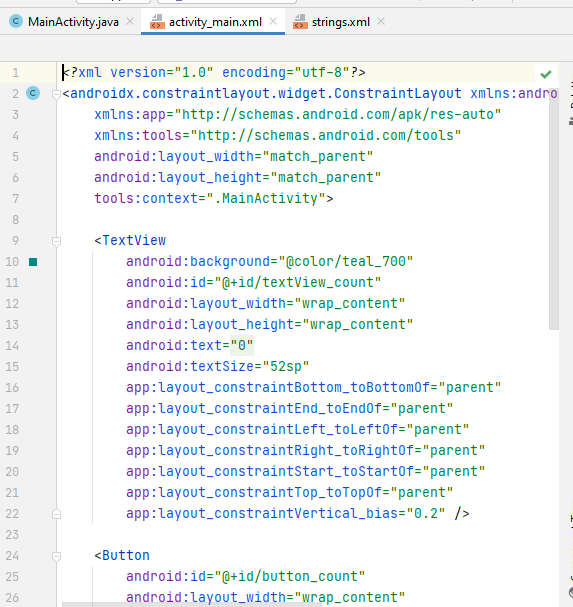 MainActivity.java
activity_main.xml
strings.xml
1 <?xml version="1.0" encoding="utf-8"?>
2 <androidx.constraintlayout.widget.ConstraintLayout xmlns:andro
3 xmlns:app="http://schemas.android.com/apk/res-auto"
4 xmlns:tools="http://schemas.android.com/tools"
5 android:layout_width="match_parent"
6 android:layout_height="match_parent"
7 tools:context=".MainActivity">
8
9 <TextView
10 android:background="@color/teal_700"
11 android:id="@+id/textView_count"
12 android:layout_width="wrap_content"
13 android:layout_height="wrap_content"
14 android:text="0"
15 android:textSize="52sp"
16 app:layout_constraintBottom_toBottomOf="parent"
17 app:layout_constraintEnd_toEndOf="parent"
18 app:layout_constraintLeft_toLeftOf="parent"
19 app:layout_constraintRight_toRightOf="parent"
20 app:layout_constraintStart_toStartOf="parent"
21 app:layout_constraintTop_toTopOf="parent"
22 app:layout_constraintVertical_bias="0.2" />
23
24 <Button
25 android:id="@+id/button_count"
26 android:layout_width="wrap_content"